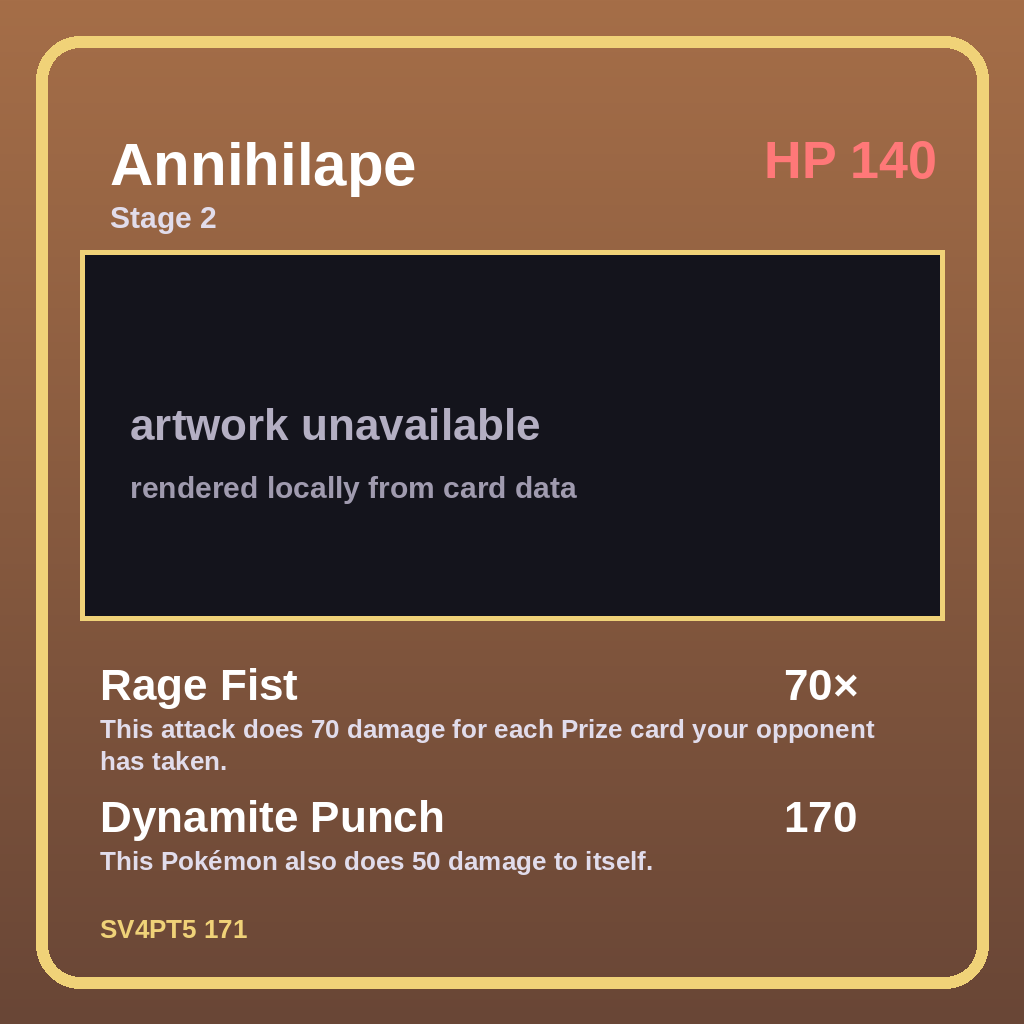 Annihilape
HP 140
Stage 2
artwork unavailable
rendered locally from card data
Rage Fist 70×
This attack does 70 damage for each Prize card your opponent
has taken.
Dynamite Punch 170
This Pokémon also does 50 damage to itself.
SV4PT5 171